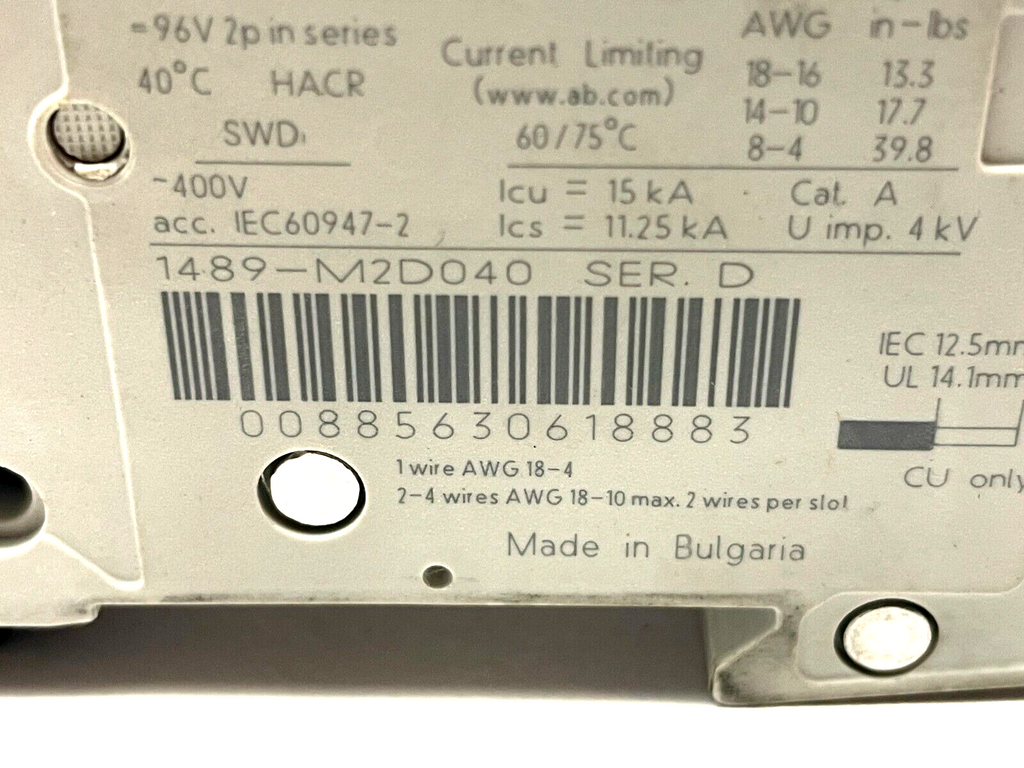 =96V 2p in series
40°C HACR
SWD
Current Limiting
(www.ab.com)
60/75°C
AWG in-lbs
18-16 13.3
14-10 17.7
8-4 39.8
~400V
acc. IEC60947-2
Icu = 15 kA
Ics = 11.25 kA
Cat. A
U imp. 4 kV
1489-M2D040 SER. D
00885630618883
1 wire AWG 18-4
2-4 wires AWG 18-10 max. 2 wires per slot
Made in Bulgaria
IEC 12.5mm
UL 14.1mm
CU only